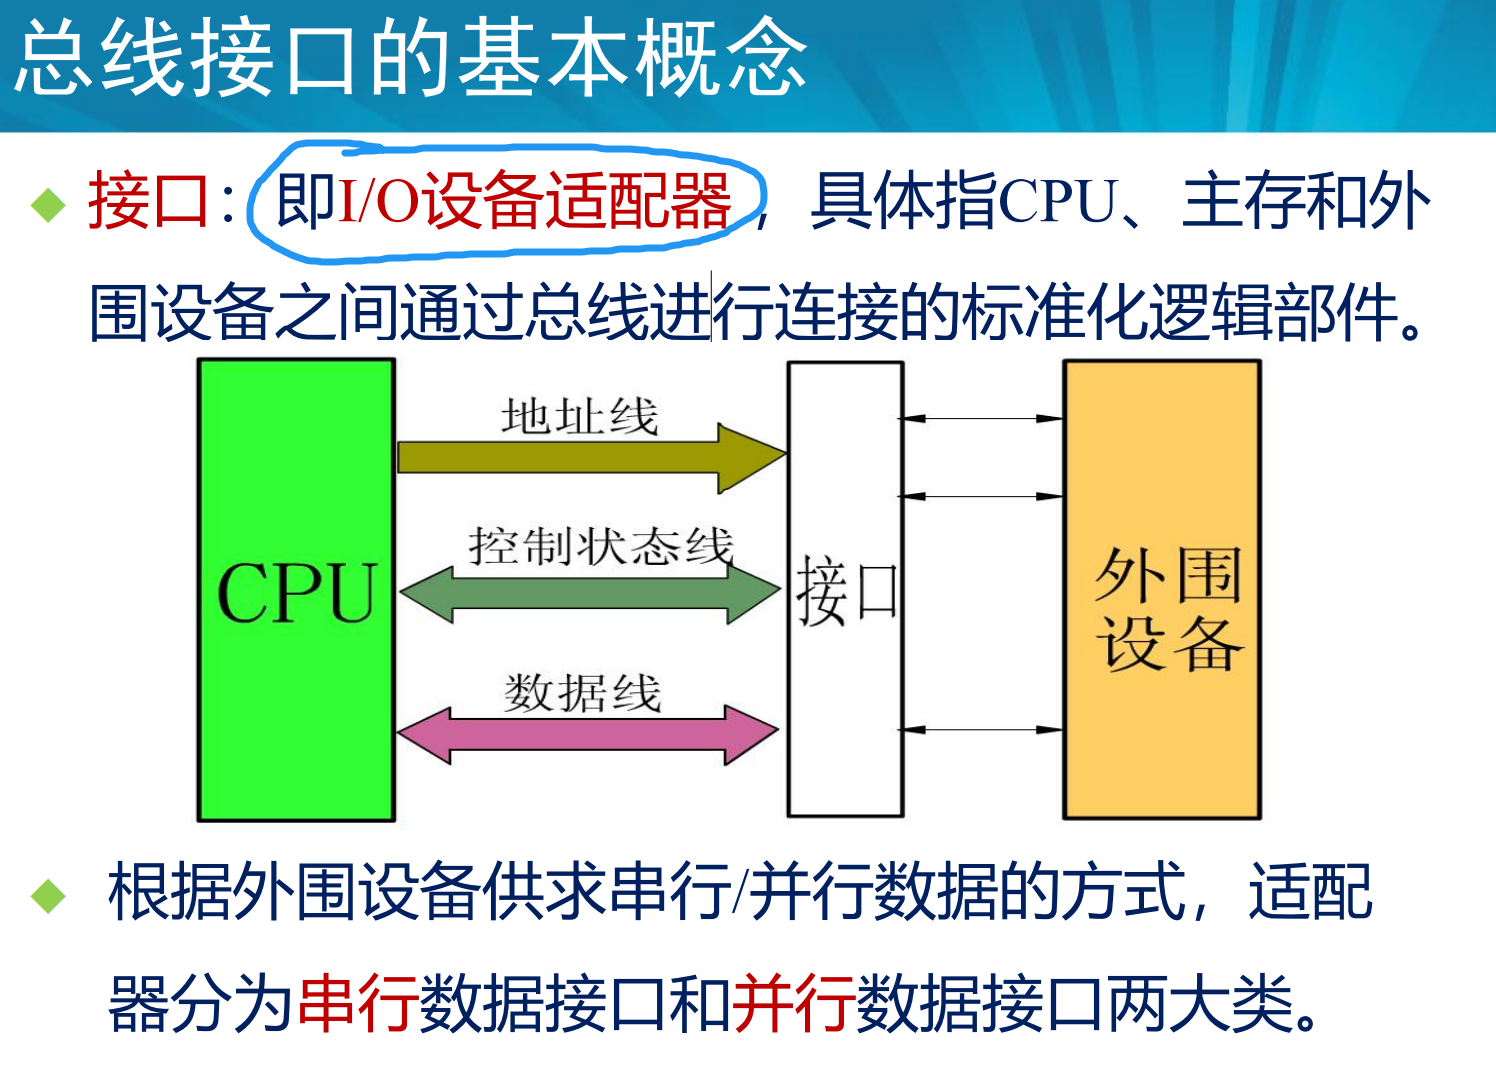 总线接口的基本概念
接口：即I/O设备适配器，具体指CPU、主存和外
围设备之间通过总线进行连接的标准化逻辑部件。
地址线
控制状态线
CPU
接口
外围
设备
数据线
根据外围设备供求串行/并行数据的方式，适配
器分为串行数据接口和并行数据接口两大类。